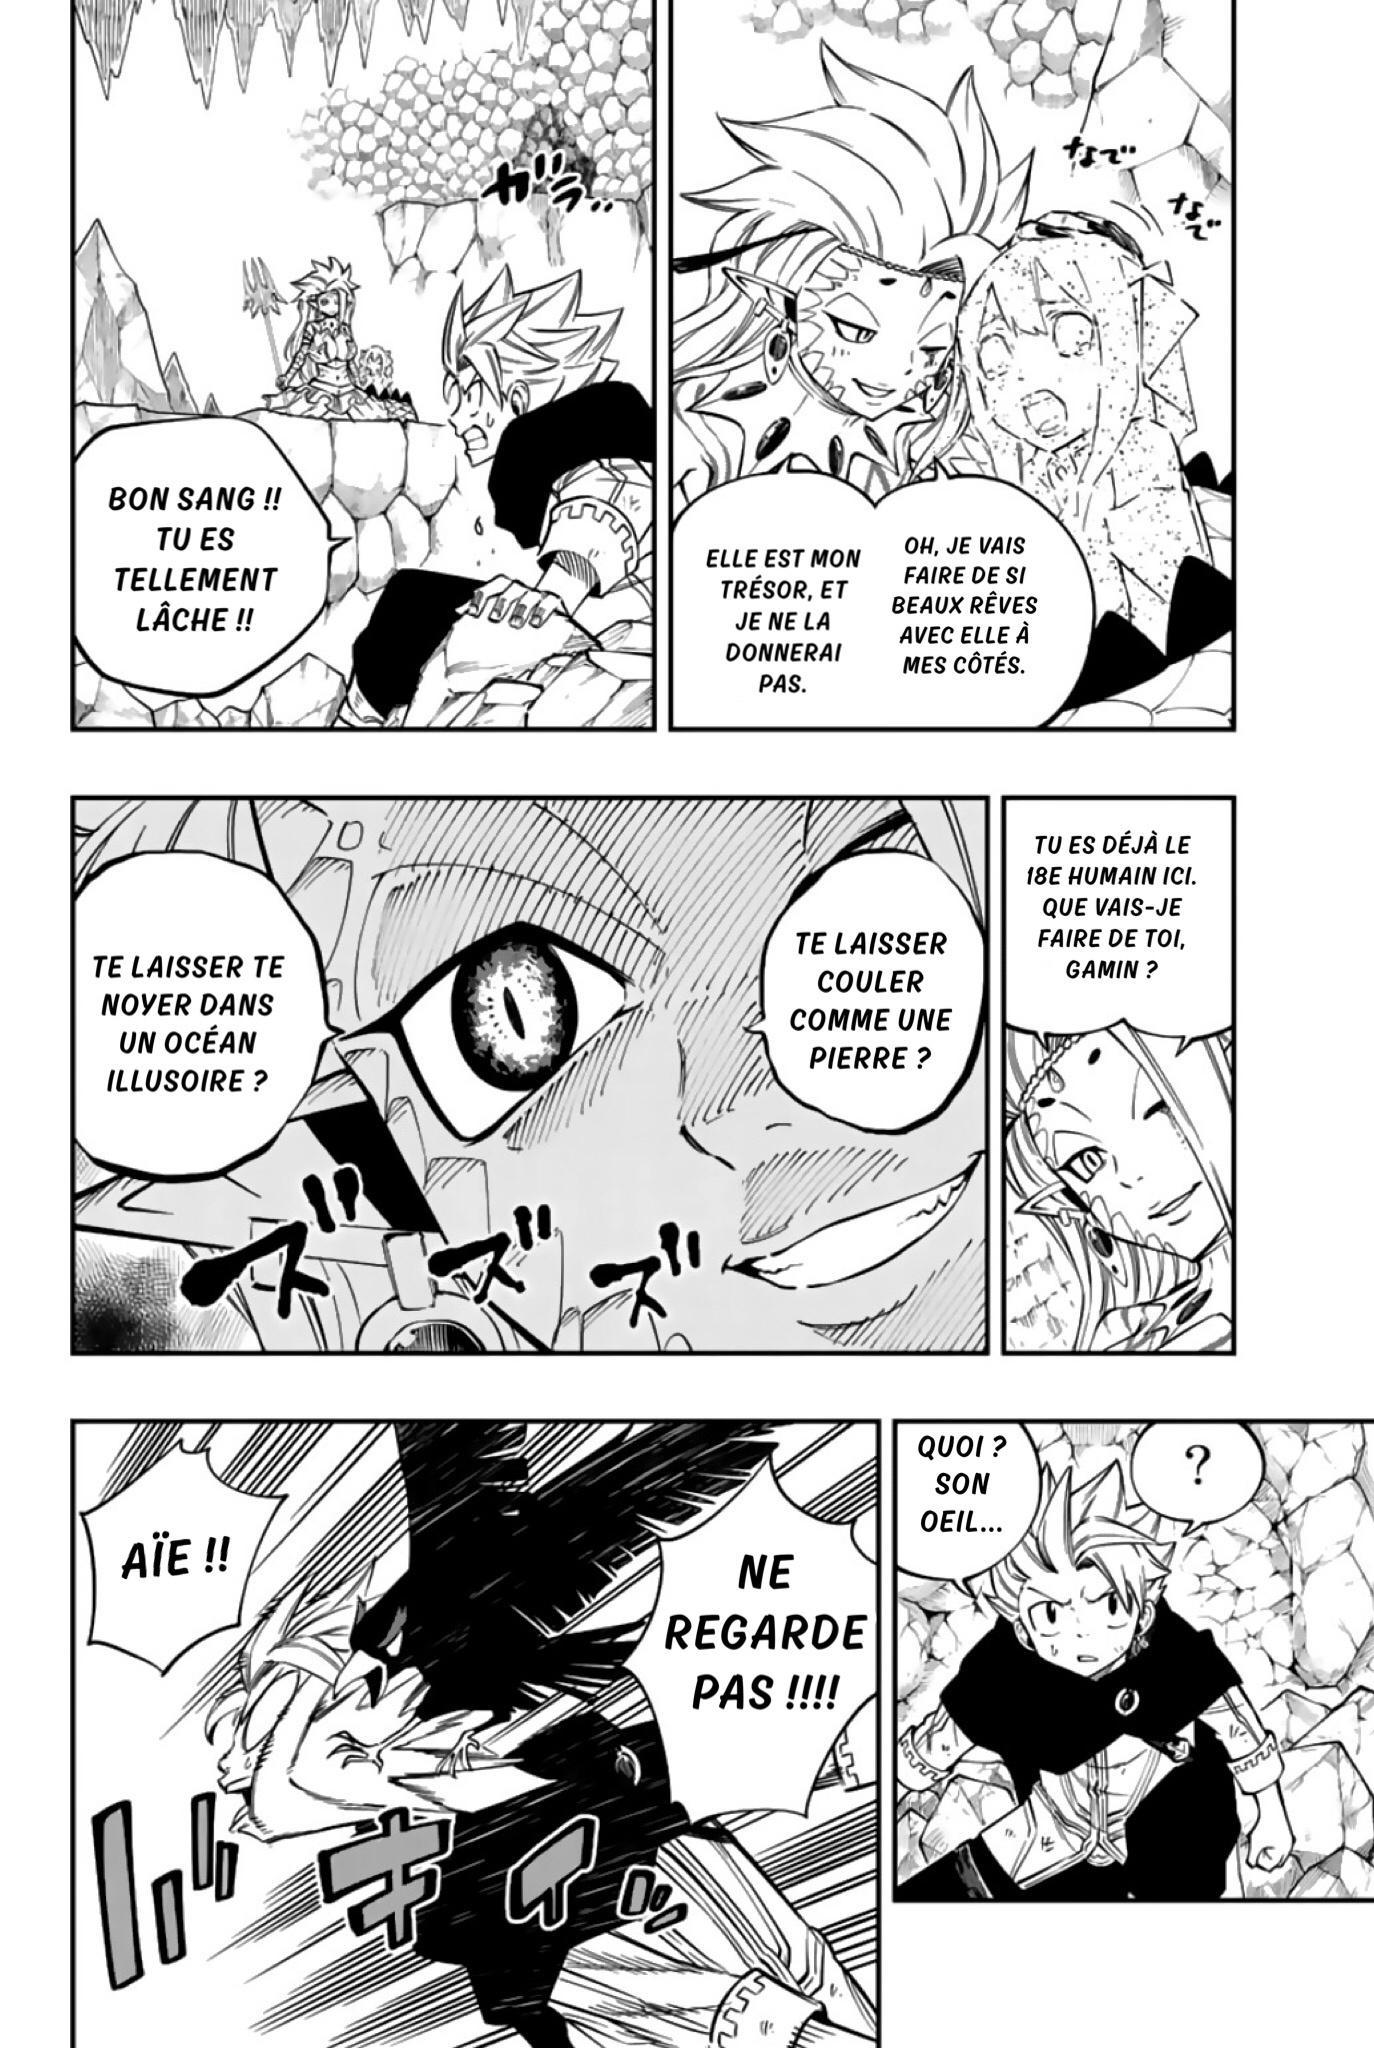 なで
なで
OH, JE VAIS
FAIRE DE SI
BEAUX RÊVES
AVEC ELLE À
MES CÔTÉS.
ELLE EST MON
TRÉSOR, ET
JE NE LA
DONNERAI
PAS.
ガラ
BON SANG !!
TU ES
TELLEMENT
LÂCHE !!
TU ES DÉJÀ LE
18E HUMAIN ICI.
QUE VAIS-JE
FAIRE DE TOI,
GAMIN ?
TE LAISSER
COULER
COMME UNE
PIERRE ?
TE LAISSER TE
NOYER DANS
UN OCÉAN
ILLUSOIRE ?
ズズズ
?
QUOI ?
SON
OEIL...
NE
REGARDE
PAS !!!!
AÏE !!